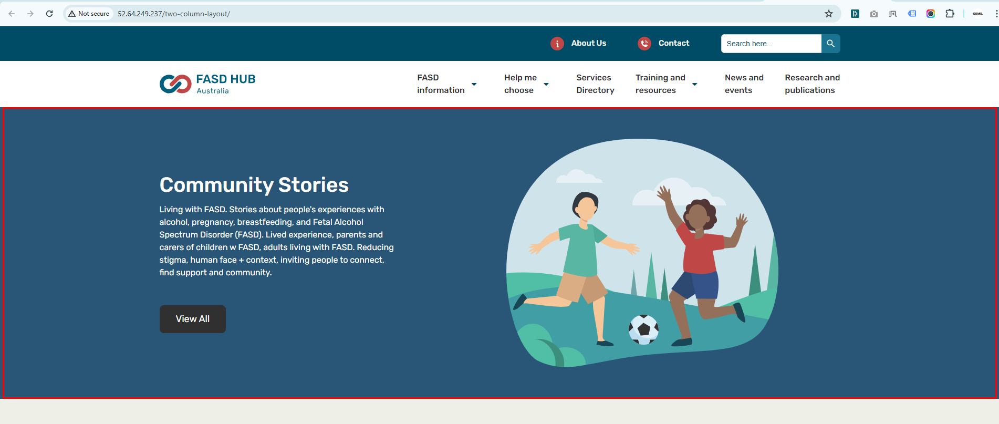 Not secure
52.64.249.237/two-column-layout/
OKMG.
About Us
Contact
Search here...
FASD HUB
Australia
FASD
information
Help me
choose
Services
Directory
Training and
resources
News and
events
Research and
publications
Community Stories
Living with FASD. Stories about people's experiences with
alcohol, pregnancy, breastfeeding, and Fetal Alcohol
Spectrum Disorder (FASD). Lived experience, parents and
carers of children w FASD, adults living with FASD. Reducing
stigma, human face + context, inviting people to connect,
find support and community.
View All